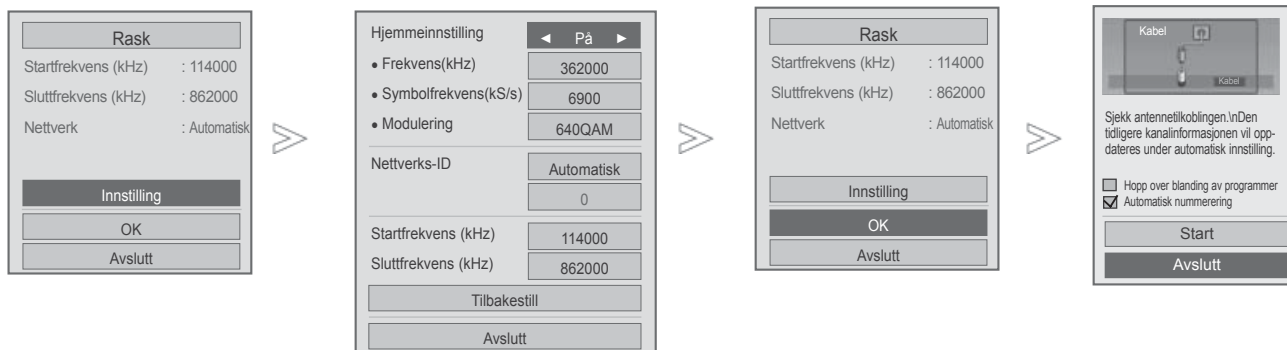 Rask
Startfrekvens (kHz) : 114000
Sluttfrekvens (kHz) : 862000
Nettverk : Automatisk
Innstilling
OK
Avslutt
Hjemmeinnstilling ◄ På ►
• Frekvens(kHz) 362000
• Symbolfrekvens(kS/s) 6900
• Modulering 640QAM
Nettverks-ID Automatisk
0
Startfrekvens (kHz) 114000
Sluttfrekvens (kHz) 862000
Tilbakestill
Avslutt
Rask
Startfrekvens (kHz) : 114000
Sluttfrekvens (kHz) : 862000
Nettverk : Automatisk
Innstilling
OK
Avslutt
Kabel
Kabel
Sjekk antennetilkoblingen.\nDen
tidligere kanalinformasjonen vil opp-
dateres under automatisk innstilling.
Hopp over blanding av programmer
Automatisk nummerering
Start
Avslutt